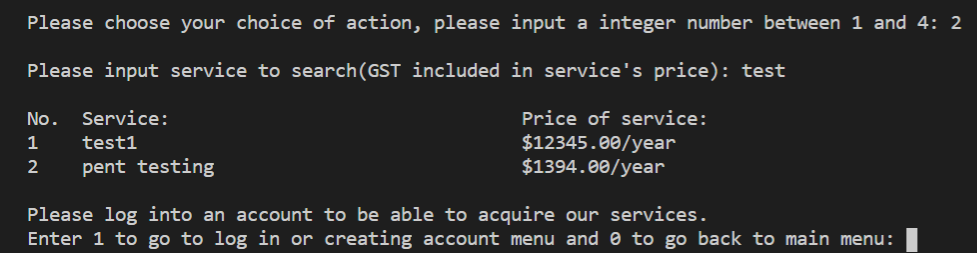 Please choose your choice of action, please input a integer number between 1 and 4: 2
Please input service to search(GST included in service's price): test
No. Service: Price of service:
1 test1 $12345.00/year
2 pent testing $1394.00/year
Please log into an account to be able to acquire our services.
Enter 1 to go to log in or creating account menu and 0 to go back to main menu: